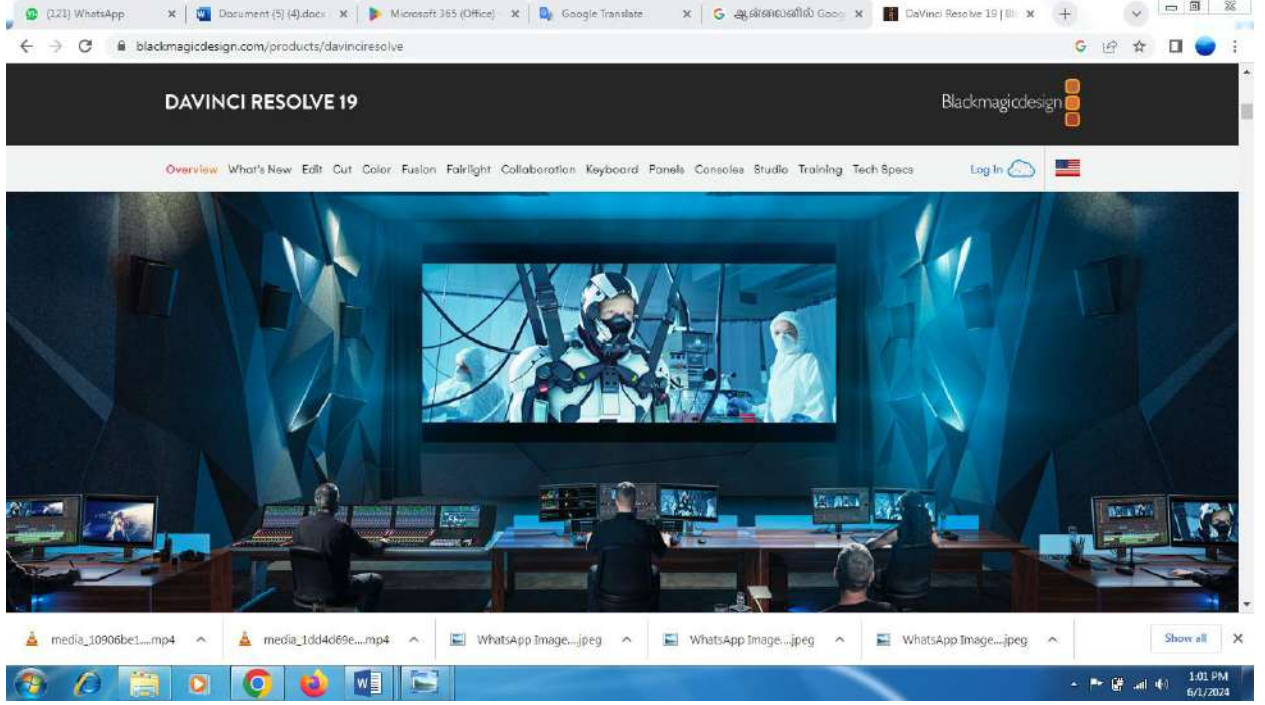 (121) WhatsApp
Document (5) (4).docx
Microsoft 365 (Office)
Google Translate
ஆன்லைனில் Goog
DaVinci Resolve 19 | Bl
blackmagicdesign.com/products/davinciresolve
DAVINCI RESOLVE 19
Blackmagicdesign
Overview What's New Edit Cut Color Fusion Fairlight Collaboration Keyboard Panels Consoles Studio Training Tech Specs Log In
media_10906be1....mp4 media_1dd4d69e....mp4 WhatsApp Image....jpeg WhatsApp Image....jpeg WhatsApp Image....jpeg Show all
1:01 PM
6/1/2024